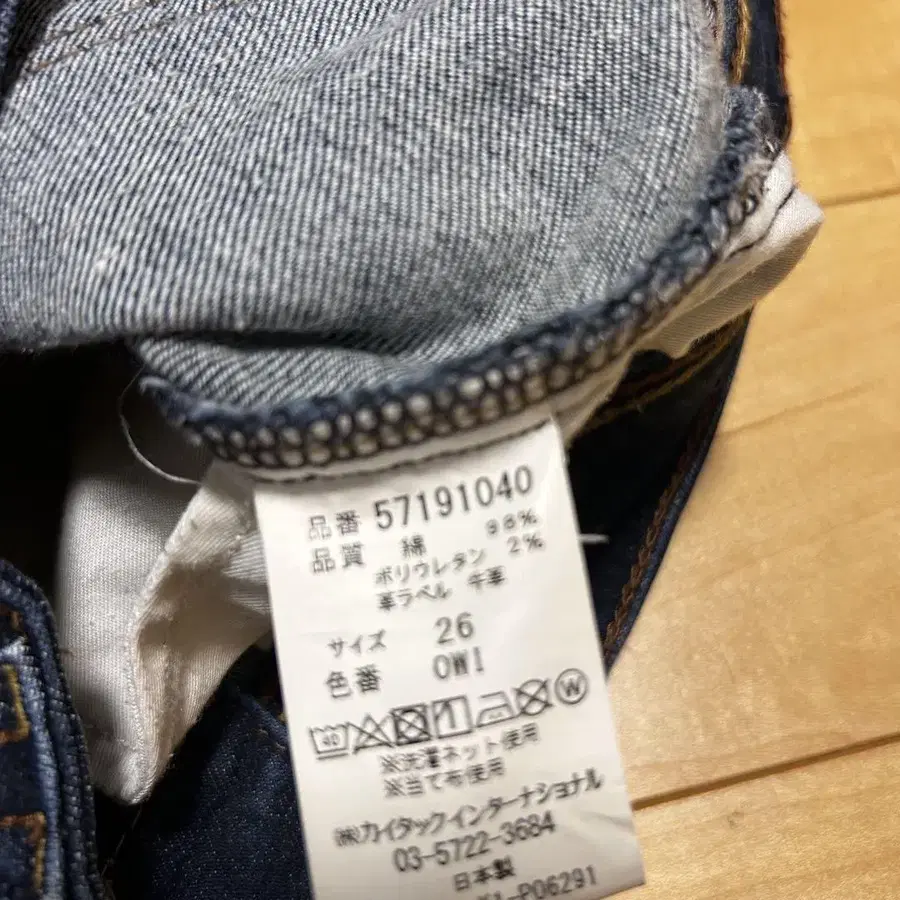 品番 57191040
品質 綿 98%
ポリウレタン 2%
革ラベル 牛革
サイズ 26
色番 OW1
40 W
※洗濯ネット使用
※当て布使用
㈱カイタックインターナショナル
03-5722-3684
日本製
P06291